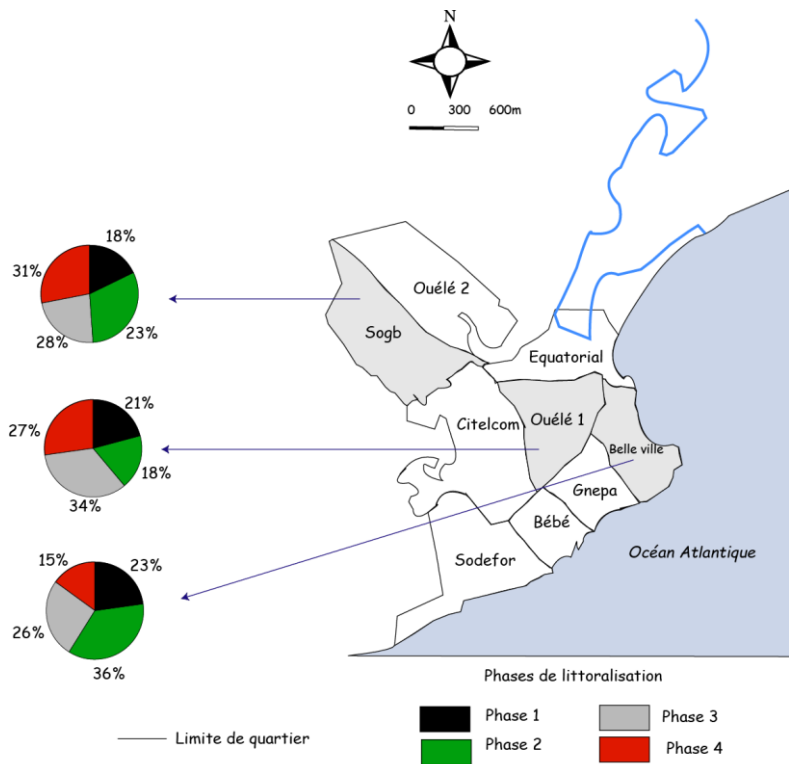 N
0 300 600m
18%
31%
23%
28%
Ouélé 2
Sogb
Equatorial
21%
27%
18%
34%
Citelcom
Ouélé 1
Belle ville
Gnepa
Bébé
Sodefor
Océan Atlantique
15%
23%
26%
36%
Phases de littoralisation
Phase 1
Phase 3
Phase 2
Phase 4
Limite de quartier